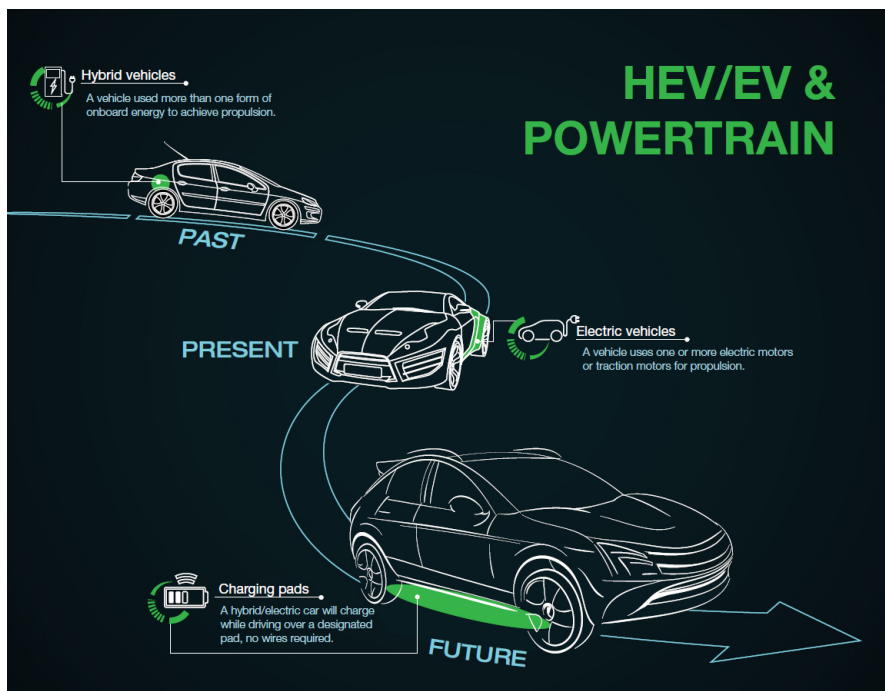 HEV/EV &
POWERTRAIN
Hybrid vehicles
A vehicle used more than one form of
onboard energy to achieve propulsion.
PAST
PRESENT
Electric vehicles
A vehicle uses one or more electric motors
or traction motors for propulsion.
Charging pads
A hybrid/electric car will charge
while driving over a designated
pad, no wires required.
FUTURE